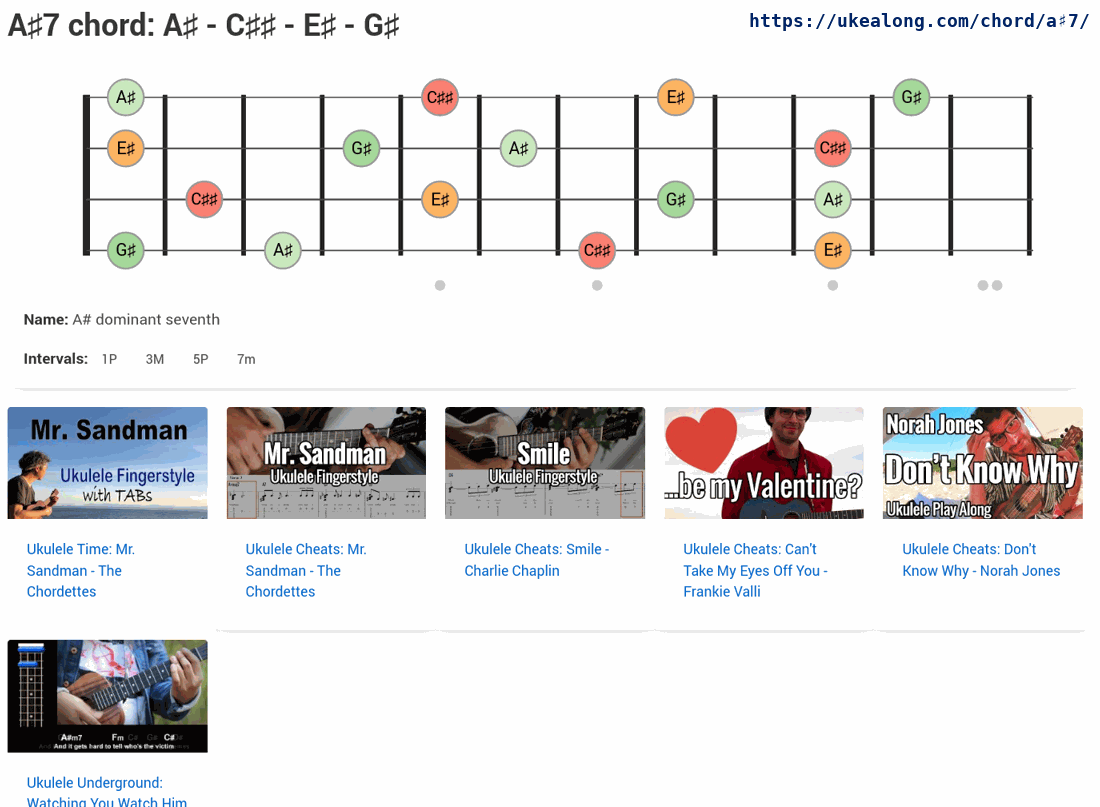 A♯7 chord: A♯ - C♯♯ - E♯ - G♯
https://ukealong.com/chord/a♯7/
A♯ C♯♯ E♯ G♯
E♯ G♯ A♯ C♯♯
C♯♯ E♯ G♯ A♯
G♯ A♯ C♯♯ E♯
Name: A# dominant seventh
Intervals: 1P 3M 5P 7m
Mr. Sandman
Ukulele Fingerstyle
with TABs
Mr. Sandman
Ukulele Fingerstyle
Smile
Ukulele Fingerstyle
...be my Valentine?
Norah Jones
Don't Know Why
Ukulele Play Along
Ukulele Time: Mr.
Sandman - The
Chordettes
Ukulele Cheats: Mr.
Sandman - The
Chordettes
Ukulele Cheats: Smile -
Charlie Chaplin
Ukulele Cheats: Can't
Take My Eyes Off You -
Frankie Valli
Ukulele Cheats: Don't
Know Why - Norah Jones
A#m7 Fm C# G# C#
And it gets hard to tell who's the victim
Ukulele Underground:
Watching You Watch Him